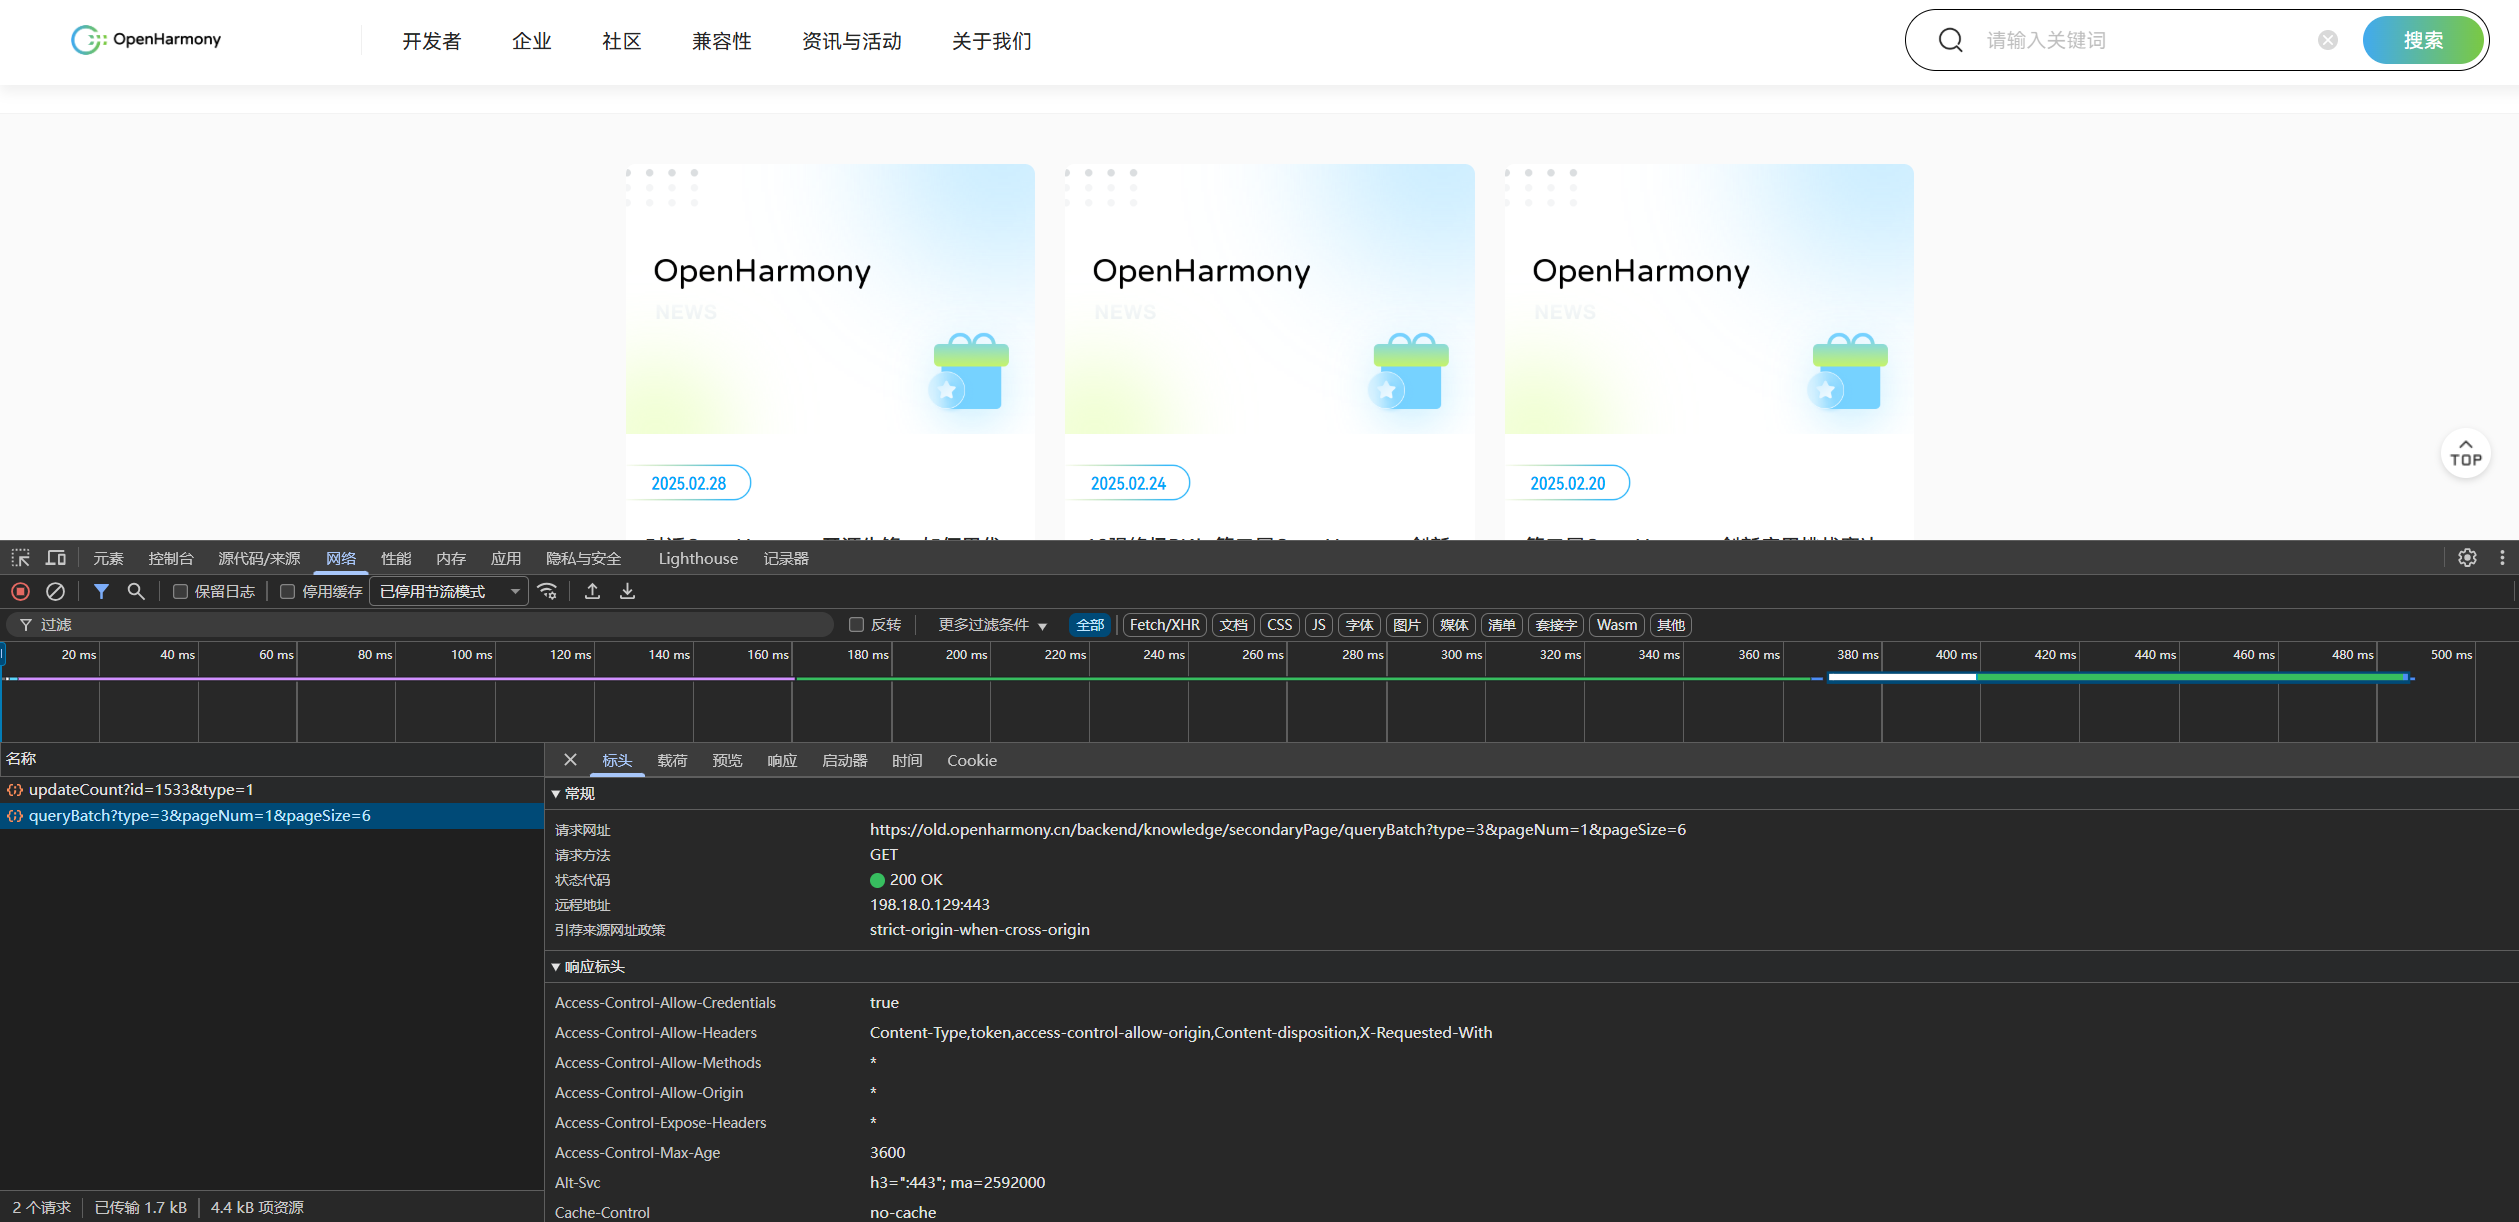 OpenHarmony 开发者 企业 社区 兼容性 资讯与活动 关于我们 请输入关键词 搜索
OpenHarmony OpenHarmony OpenHarmony
NEWS NEWS NEWS
TOP
2025.02.28 2025.02.24 2025.02.20
元素 控制台 源代码/来源 网络 性能 内存 应用 隐私与安全 Lighthouse 记录器
保留日志 停用缓存 已停用节流模式
过滤 反转 更多过滤条件 全部 Fetch/XHR 文档 CSS JS 字体 图片 媒体 清单 套接字 Wasm 其他
20 ms 40 ms 60 ms 80 ms 100 ms 120 ms 140 ms 160 ms 180 ms 200 ms 220 ms 240 ms 260 ms 280 ms 300 ms 320 ms 340 ms 360 ms 380 ms 400 ms 420 ms 440 ms 460 ms 480 ms 500 ms
名称
updateCount?id=1533&type=1
queryBatch?type=3&pageNum=1&pageSize=6
标头 载荷 预览 响应 启动器 时间 Cookie
常规
请求网址 https://old.openharmony.cn/backend/knowledge/secondaryPage/queryBatch?type=3&pageNum=1&pageSize=6
请求方法 GET
状态代码 200 OK
远程地址 198.18.0.129:443
引荐来源网址政策 strict-origin-when-cross-origin
响应标头
Access-Control-Allow-Credentials true
Access-Control-Allow-Headers Content-Type,token,access-control-allow-origin,Content-disposition,X-Requested-With
Access-Control-Allow-Methods *
Access-Control-Allow-Origin *
Access-Control-Expose-Headers *
Access-Control-Max-Age 3600
Alt-Svc h3=":443"; ma=2592000
Cache-Control no-cache
2 个请求 已传输 1.7 kB 4.4 kB 项资源